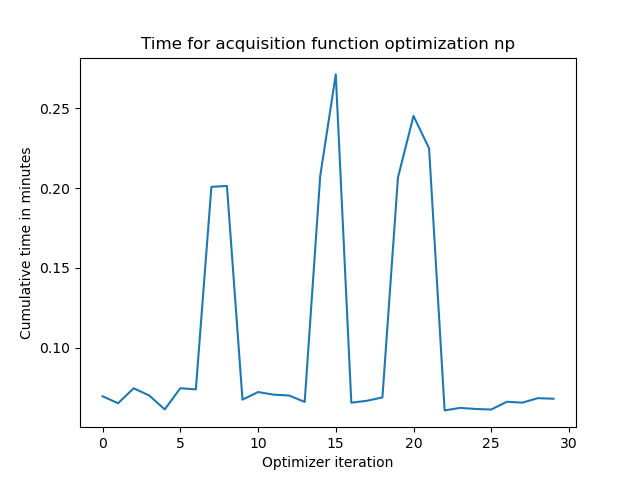 Time for acquisition function optimization np
Cumulative time in minutes
0.25
0.20
0.15
0.10
0 5 10 15 20 25 30
Optimizer iteration